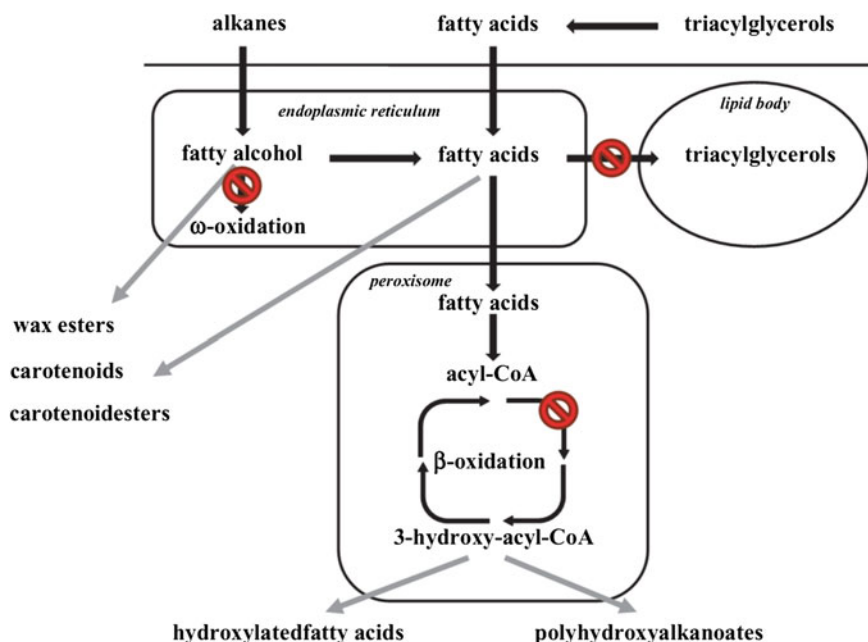 alkanes
fatty acids
triacylglycerols
endoplasmic reticulum
lipid body
fatty alcohol
fatty acids
triacylglycerols
ω-oxidation
peroxisome
fatty acids
wax esters
carotenoids
carotenoidesters
acyl-CoA
β-oxidation
3-hydroxy-acyl-CoA
hydroxylatedfatty acids
polyhydroxyalkanoates